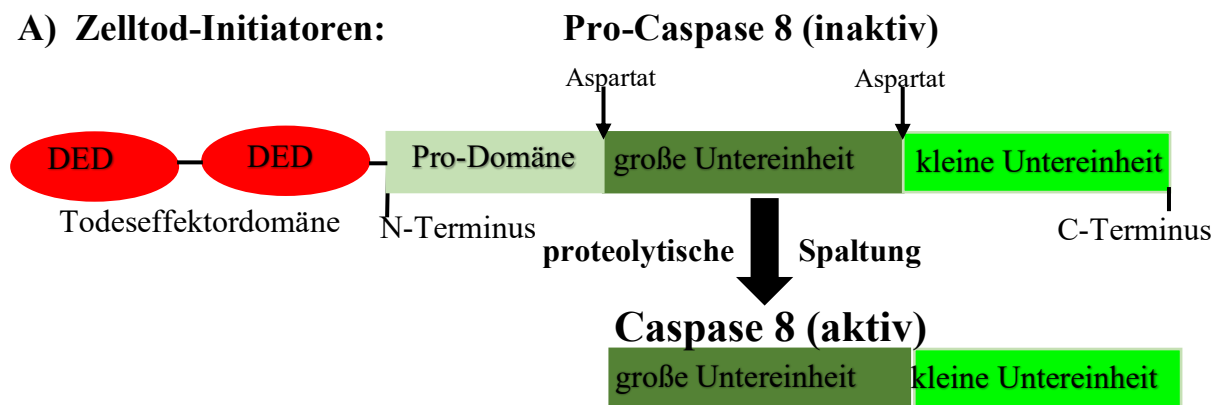 A) Zelltod-Initiatoren: Pro-Caspase 8 (inaktiv)
Aspartat Aspartat
DED DED Pro-Domäne große Untereinheit kleine Untereinheit
Todeseffektordomäne N-Terminus C-Terminus
proteolytische Spaltung
Caspase 8 (aktiv)
große Untereinheit kleine Untereinheit